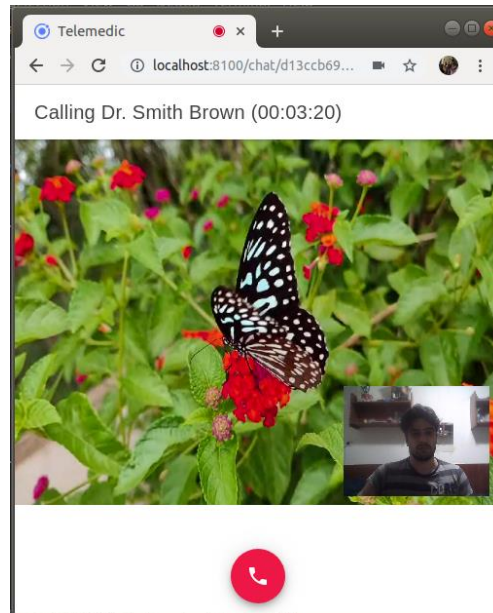 Telemedic
localhost:8100/chat/d13ccb69...
Calling Dr. Smith Brown (00:03:20)